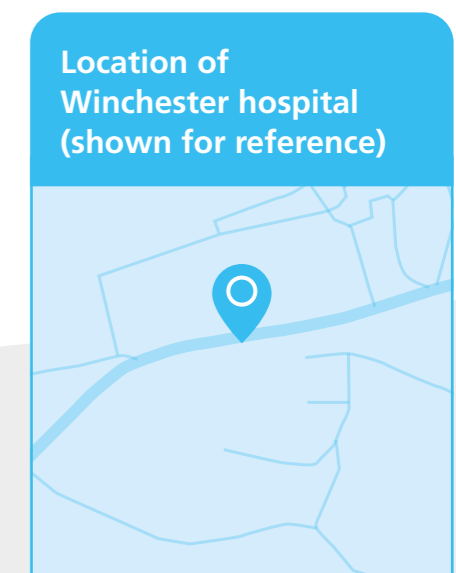 Location of
Winchester hospital
(shown for reference)